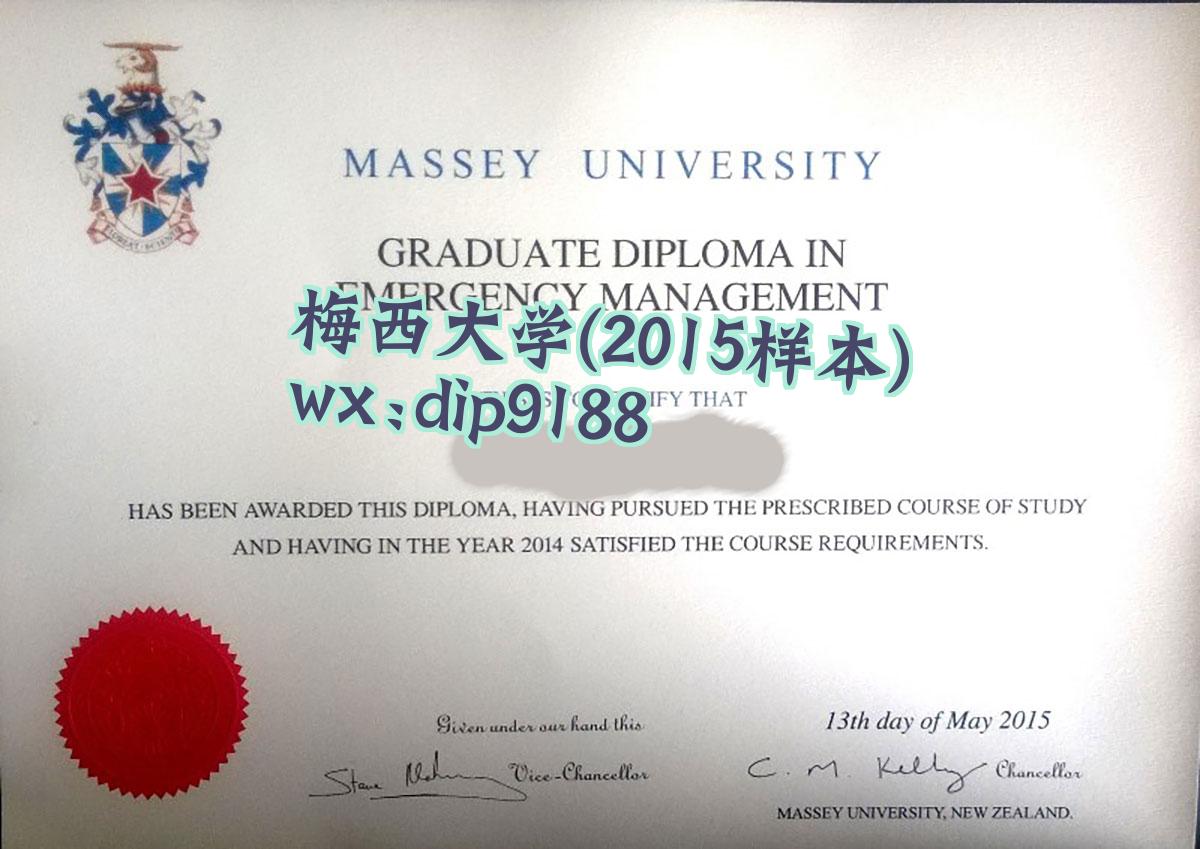 MASSEY UNIVERSITY
GRADUATE DIPLOMA IN
EMERGENCY MANAGEMENT
梅西大学(2015样本)
wx:dip9188
THAT
HAS BEEN AWARDED THIS DIPLOMA, HAVING PURSUED THE PRESCRIBED COURSE OF STUDY
AND HAVING IN THE YEAR 2014 SATISFIED THE COURSE REQUIREMENTS.
Given under our hand this
13th day of May 2015
Vice-Chancellor
C. M. Kelly Chancellor
MASSEY UNIVERSITY, NEW ZEALAND.